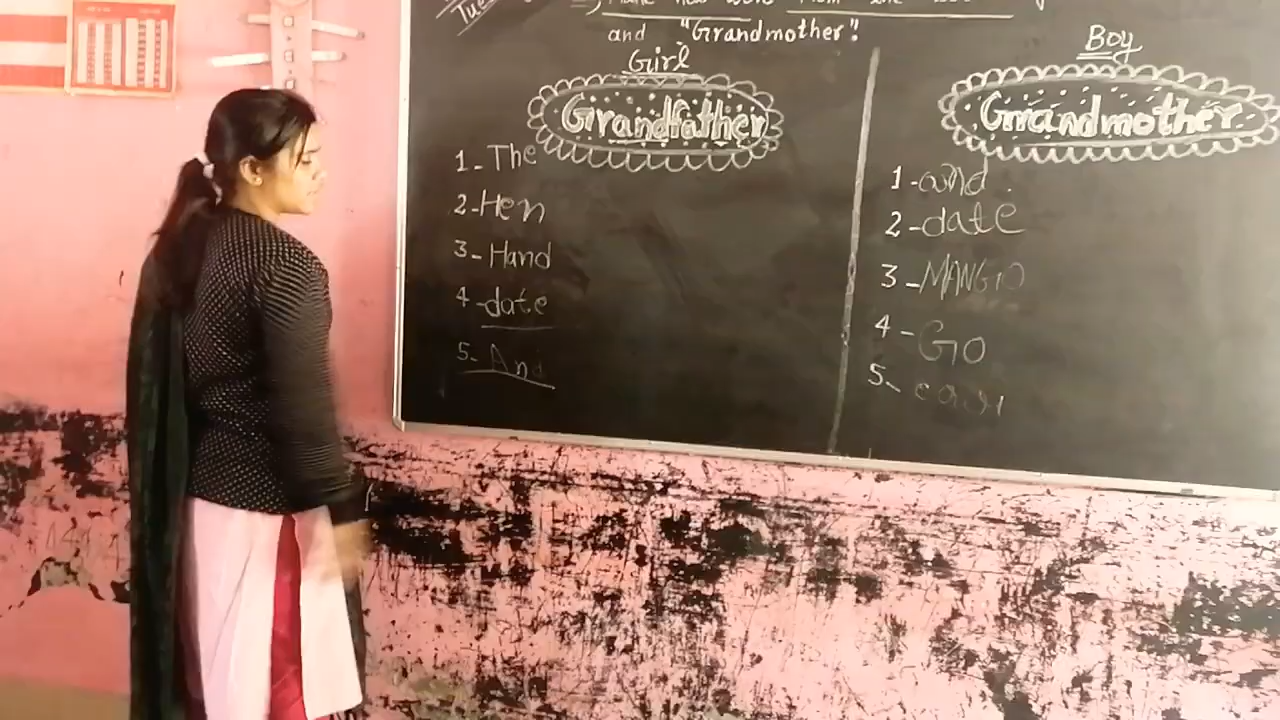 and "Grandmother".
Girl
Grandfather
1- The
2- Hen
3- Hand
4- date
5- And
Boy
Grandmother
1- and.
2- date
3- MANGO
4- Go
5-